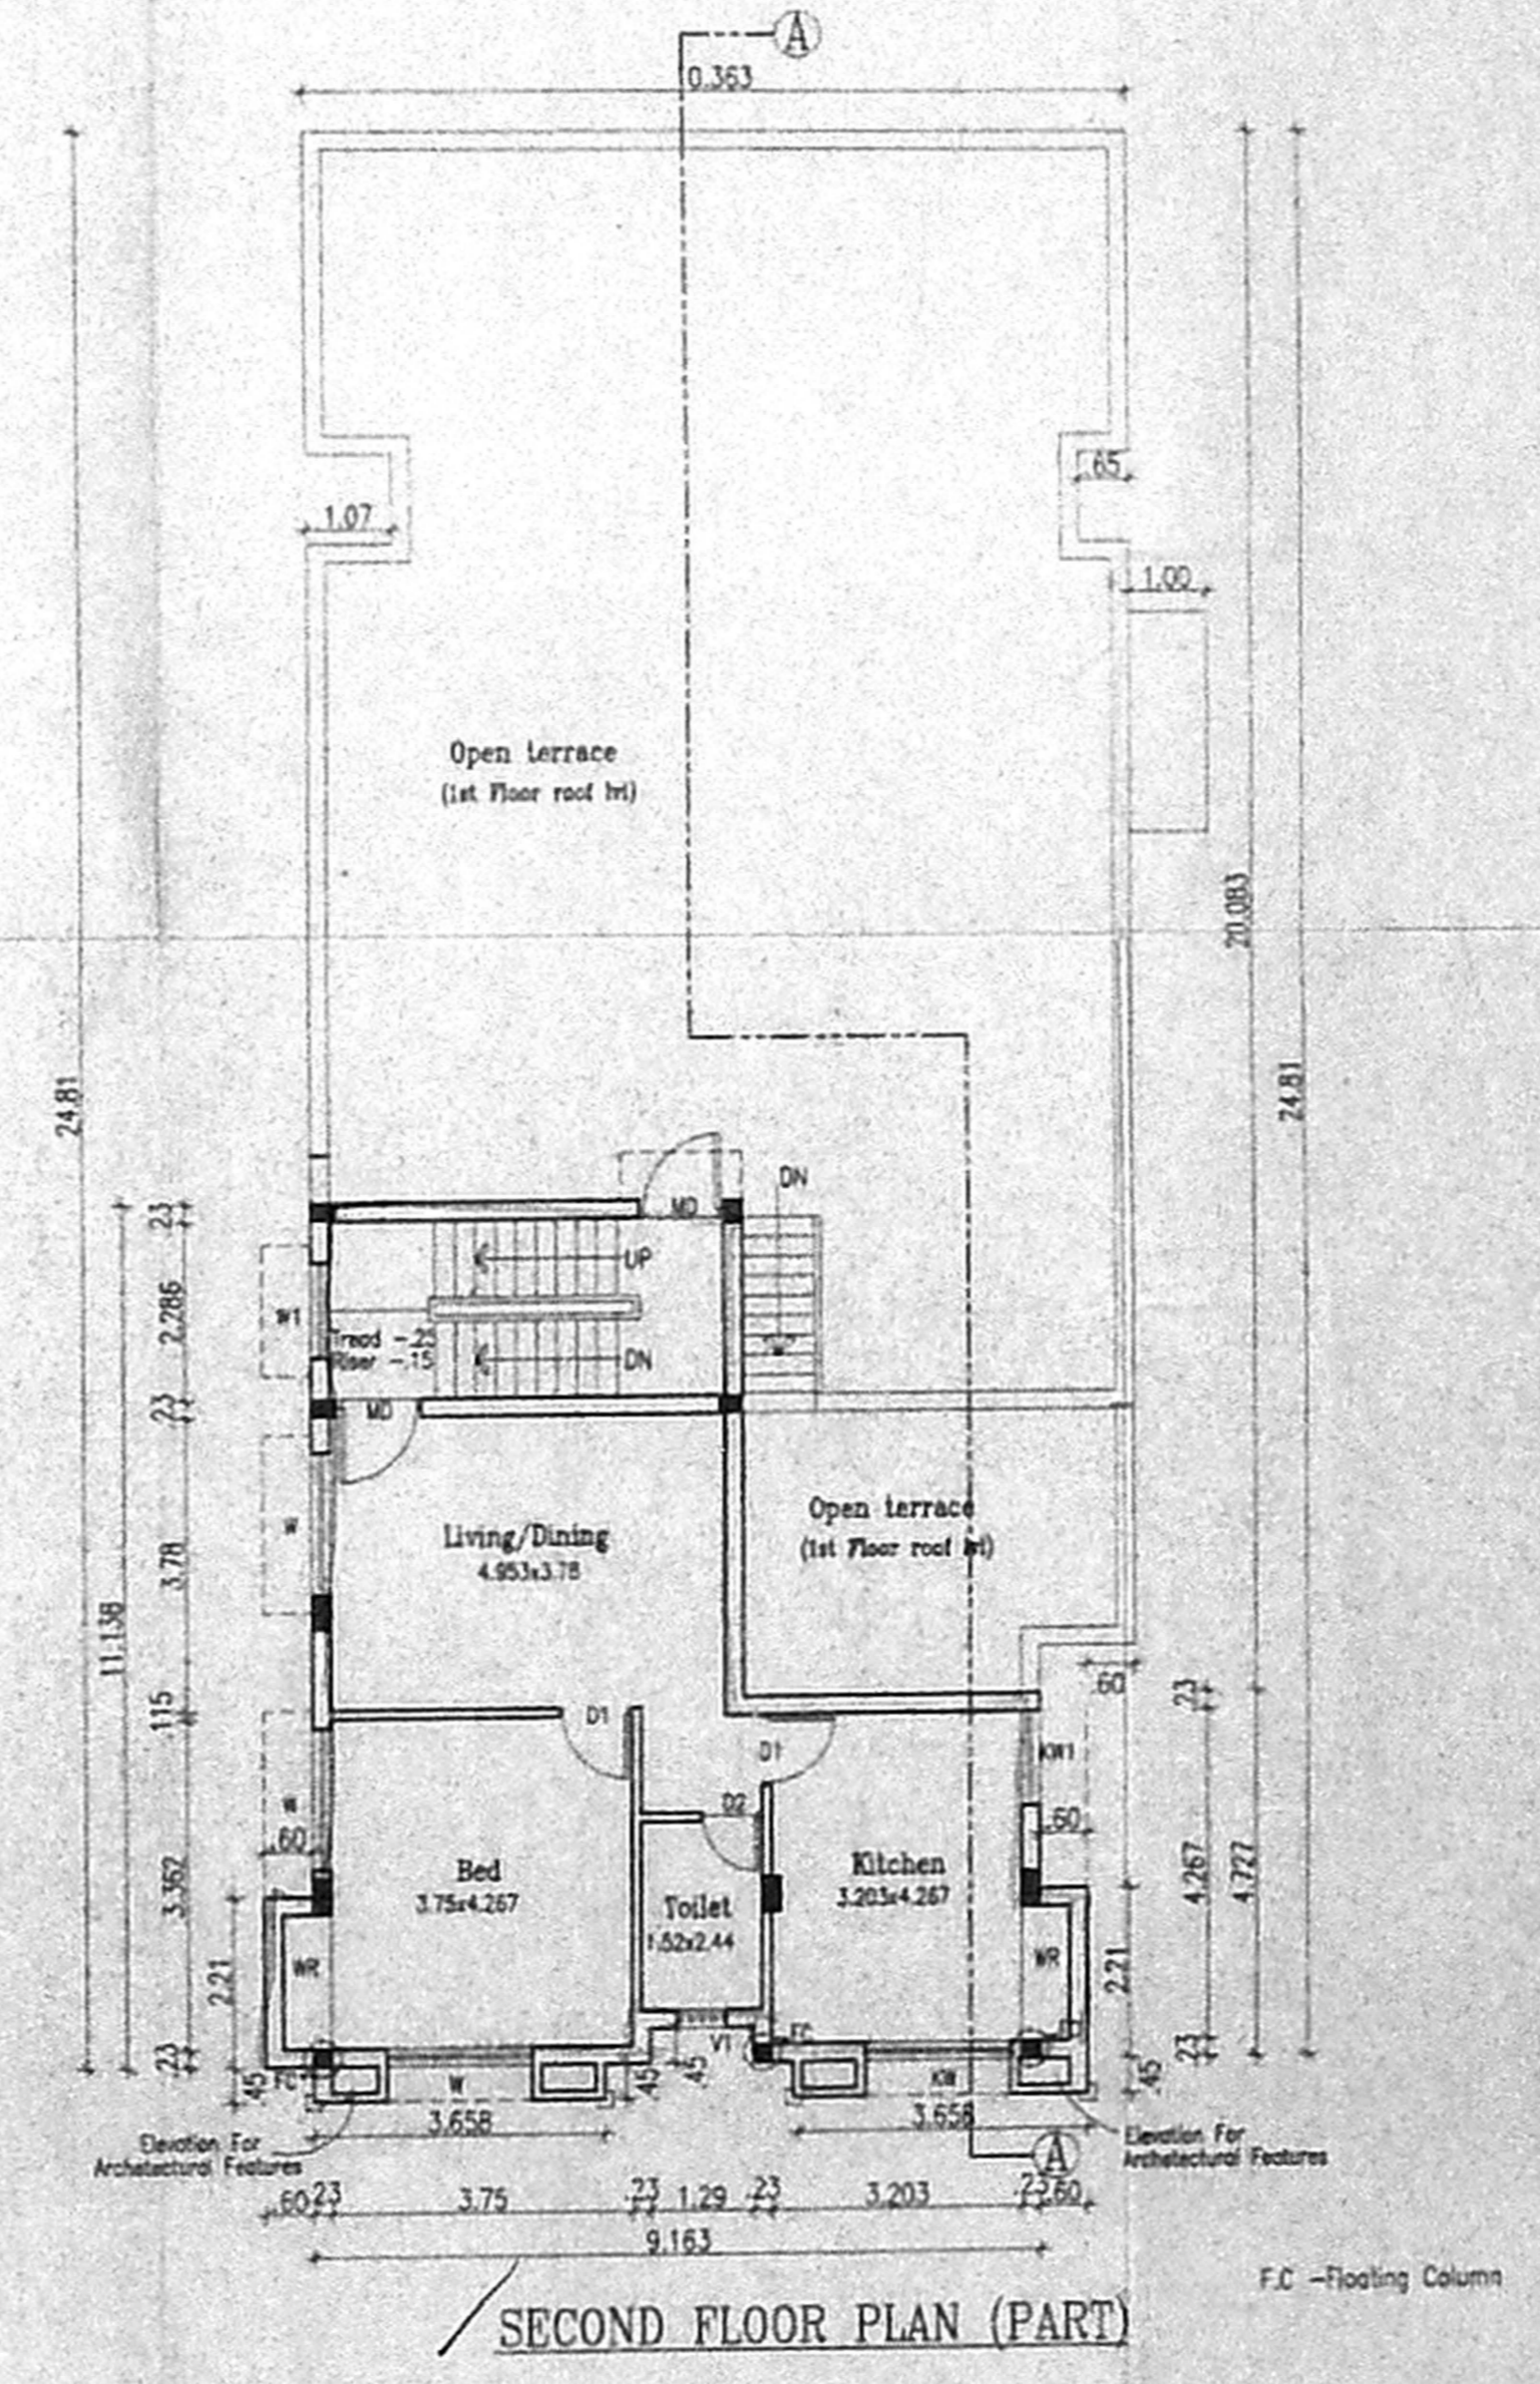 A
0.363
.65
1.07
1.00
Open terrace
(1st Floor roof lvl)
20.083
24.81
24.81
DN
MD
23
UP
2.286
W1
Tread -.25
Riser -.15
DN
"W"
23
MD
W
Living/Dining
4.953x3.78
Open terrace
(1st Floor roof lvl)
3.78
11.138
.60
23
.115
D1
D1
KW1
W
D2
.60
.60
Bed
3.75x4.267
Kitchen
3.203x4.267
Toilet
1.52x2.44
3.362
4.267
4.727
WR
WR
2.21
2.21
V1
FC
23
23
.45
FC
W
.45
.45
KW
.45
3.658
3.658
Elevation For
Archetectural Features
A
Elevation For
Archetectural Features
.60
23
3.75
.23
1.29
.23
3.203
.23
.60
9.163
F.C -Floating Column
SECOND FLOOR PLAN (PART)